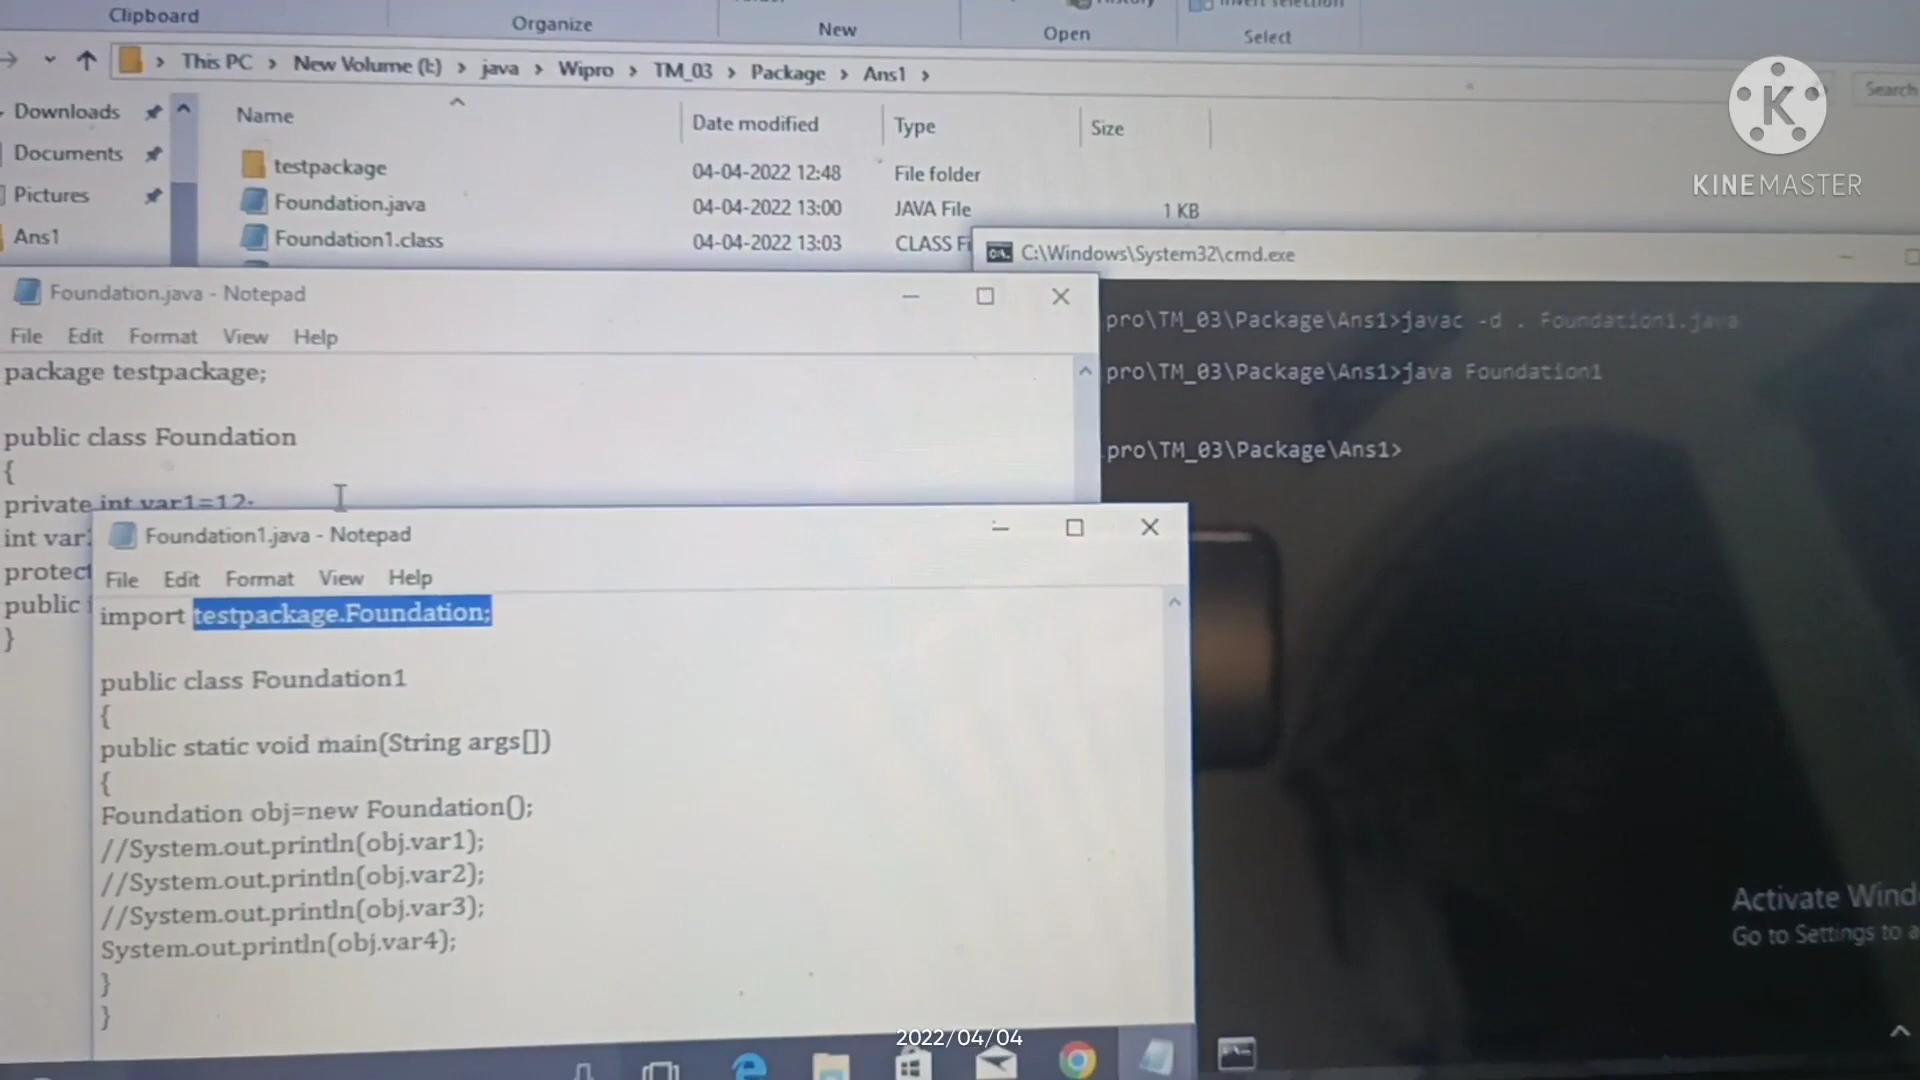 Clipboard
Organize
New
Open
Select
This PC > New Volume (I:) > java > Wipro > TM_03 > Package > Ans1 >
Search
Downloads
Documents
Pictures
Ans1
Name
Date modified
Type
Size
testpackage
04-04-2022 12:48
File folder
Foundation.java
04-04-2022 13:00
JAVA File
1 KB
Foundation1.class
04-04-2022 13:03
CLASS Fi
K
KINEMASTER
C:\Windows\System32\cmd.exe
pro\TM_03\Package\Ans1>javac -d . Foundation1.java
pro\TM_03\Package\Ans1>java Foundation1
pro\TM_03\Package\Ans1>
Foundation.java - Notepad
File Edit Format View Help
package testpackage;
public class Foundation
{
private int var1=12;
int var
protect
public i
}
Foundation1.java - Notepad
File Edit Format View Help
import testpackage.Foundation;
public class Foundation1
{
public static void main(String args[])
{
Foundation obj=new Foundation();
//System.out.println(obj.var1);
//System.out.println(obj.var2);
//System.out.println(obj.var3);
System.out.println(obj.var4);
}
}
Activate Wind
Go to Settings to a
2022/04/04